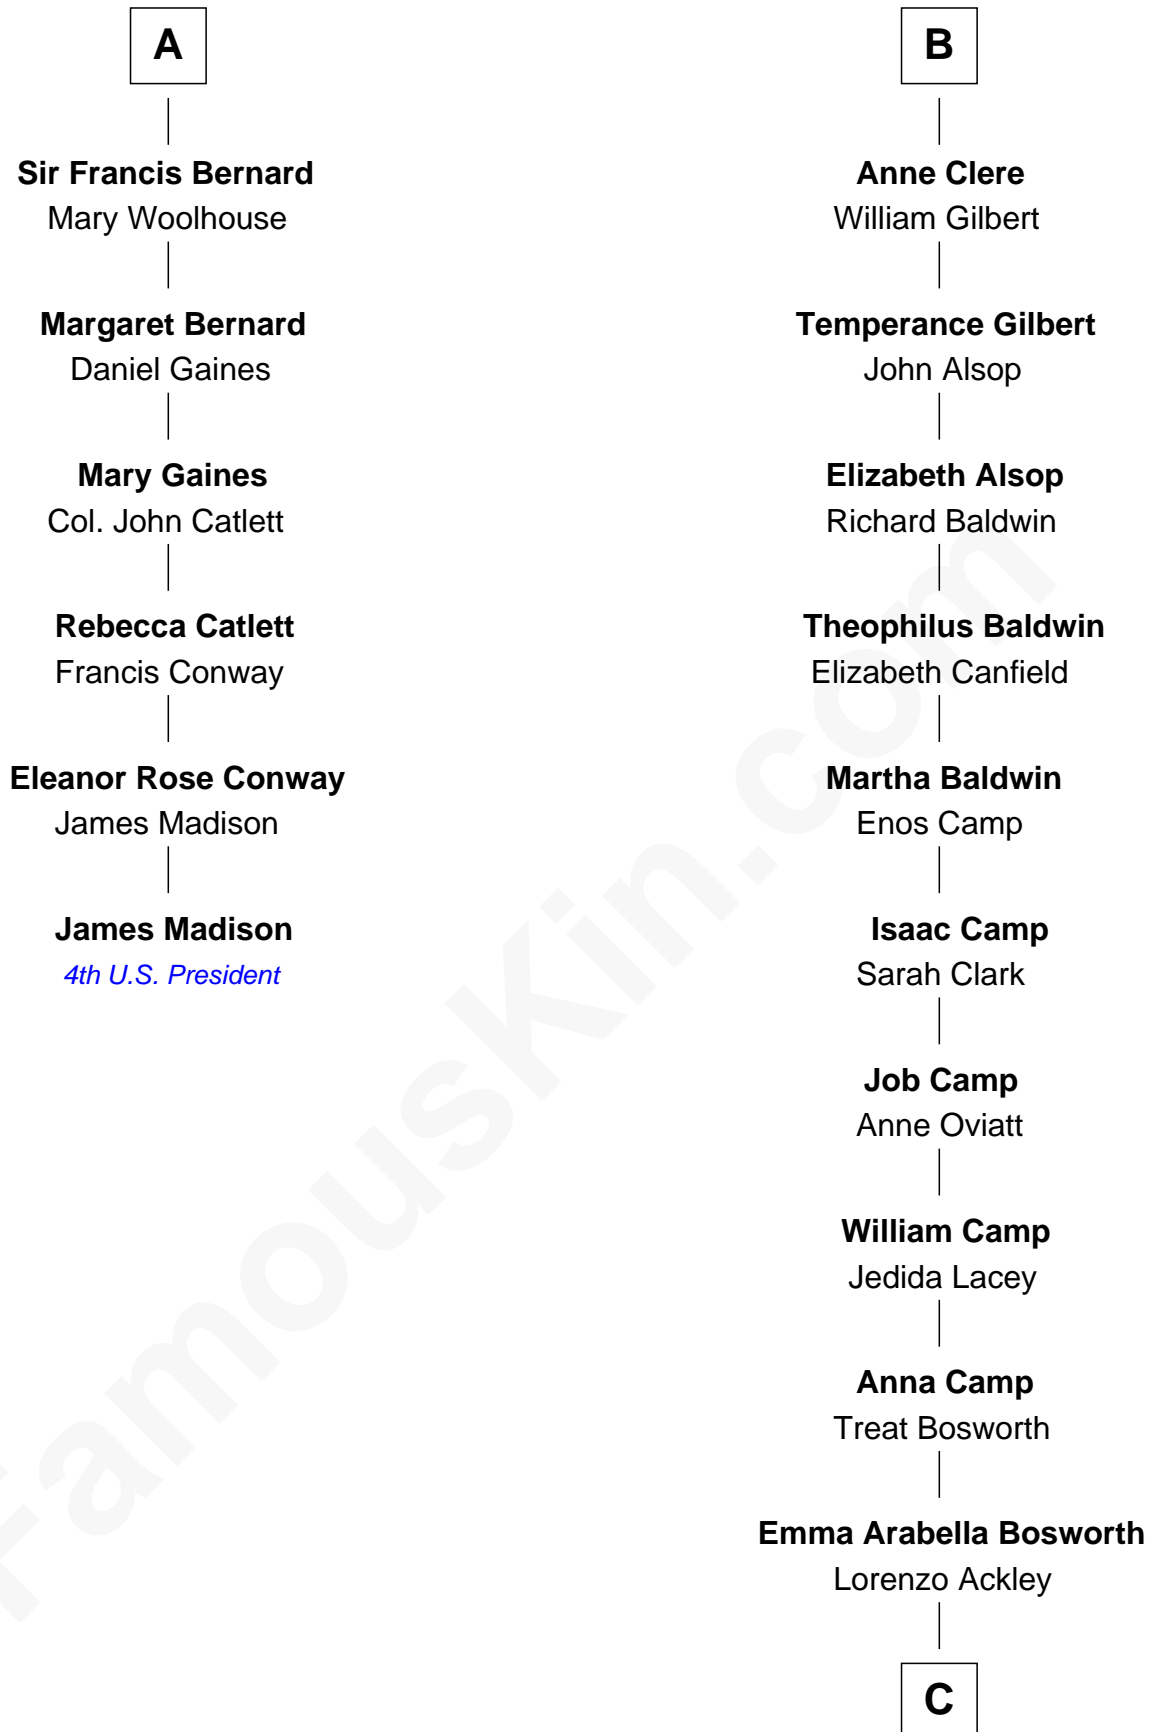 A
Sir Francis Bernard
Mary Woolhouse
Margaret Bernard
Daniel Gaines
Mary Gaines
Col. John Catlett
Rebecca Catlett
Francis Conway
Eleanor Rose Conway
James Madison
James Madison
4th U.S. President
B
Anne Clere
William Gilbert
Temperance Gilbert
John Alsop
Elizabeth Alsop
Richard Baldwin
Theophilus Baldwin
Elizabeth Canfield
Martha Baldwin
Enos Camp
Isaac Camp
Sarah Clark
Job Camp
Anne Oviatt
William Camp
Jedida Lacey
Anna Camp
Treat Bosworth
Emma Arabella Bosworth
Lorenzo Ackley
C
FamousKin.com